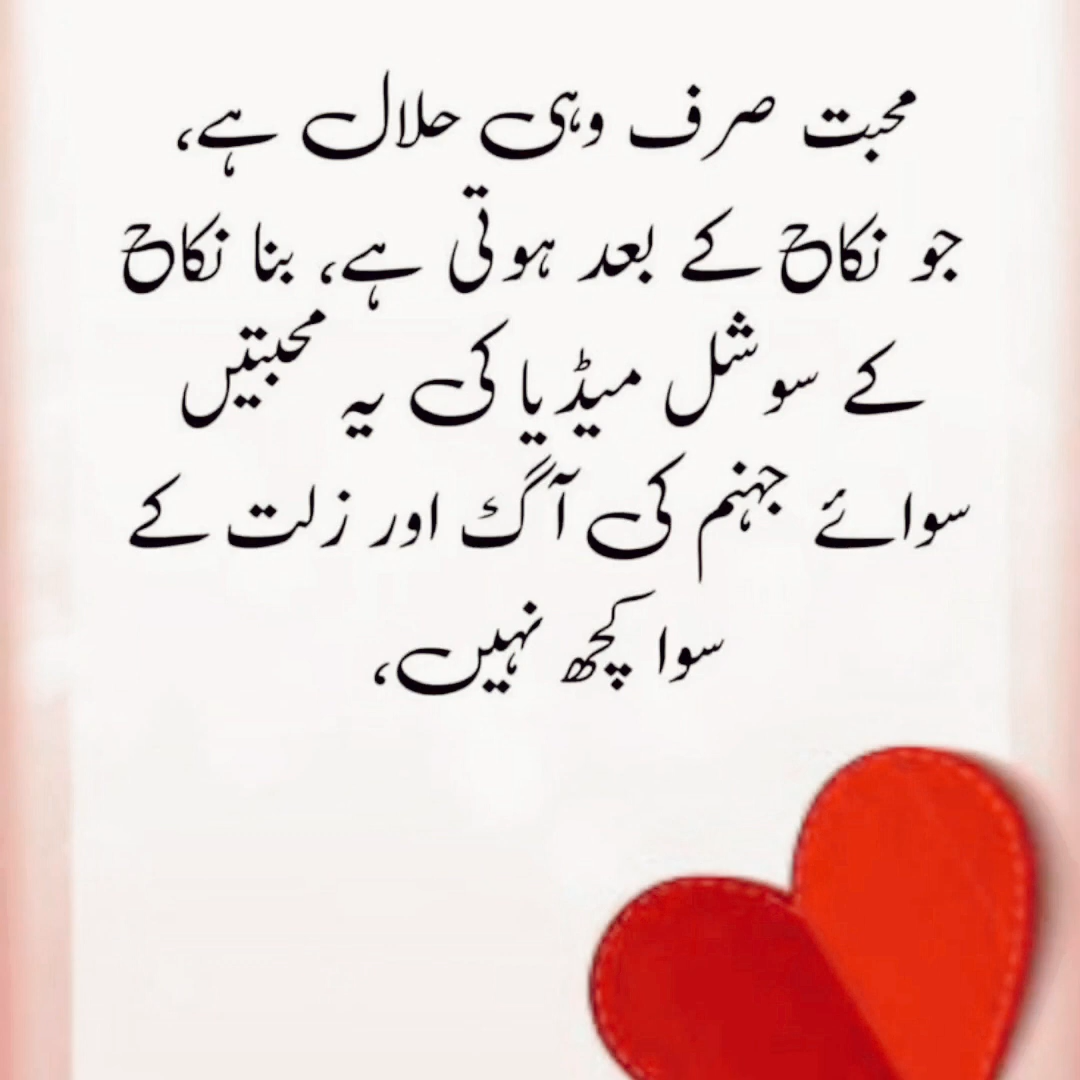 محبت صرف وہی حلال ہے،
جو نکاح کے بعد ہوتی ہے، بنا نکاح
کے سوشل میڈیا کی یہ محبتیں
سوائے جہنم کی آگ اور زلت کے
سوا کچھ نہیں،